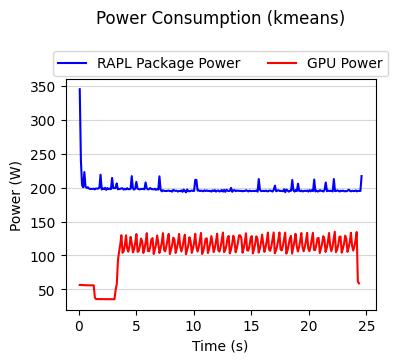 Power Consumption (kmeans)
RAPL Package Power
GPU Power
350
300
250
200
150
100
50
Power (W)
0
5
10
15
20
25
Time (s)